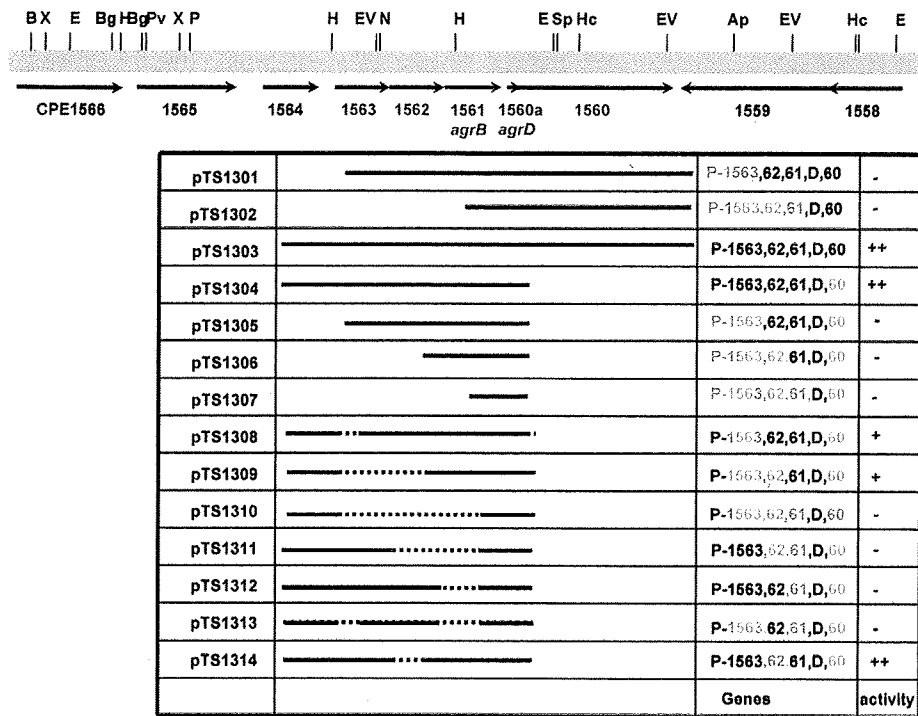 B X E Bg H Bg Pv X P H EV N H E Sp Hc EV Ap EV Hc E
CPE1566 1565 1564 1563 1562 1561 1560a 1560 1559 1558
agrB agrD
pTS1301 P-1563,62,61,D,60 -
pTS1302 P-1563,62,61,D,60 -
pTS1303 P-1563,62,61,D,60 ++
pTS1304 P-1563,62,61,D,60 ++
pTS1305 P-1563,62,61,D,60 -
pTS1306 P-1563,62,61,D,60 -
pTS1307 P-1563,62,61,D,60 -
pTS1308 P-1563,62,61,D,60 +
pTS1309 P-1563,62,61,D,60 +
pTS1310 P-1563,62,61,D,60 -
pTS1311 P-1563,62,61,D,60 -
pTS1312 P-1563,62,61,D,60 -
pTS1313 P-1563,62,61,D,60 -
pTS1314 P-1563,62,61,D,60 ++
Genes activity